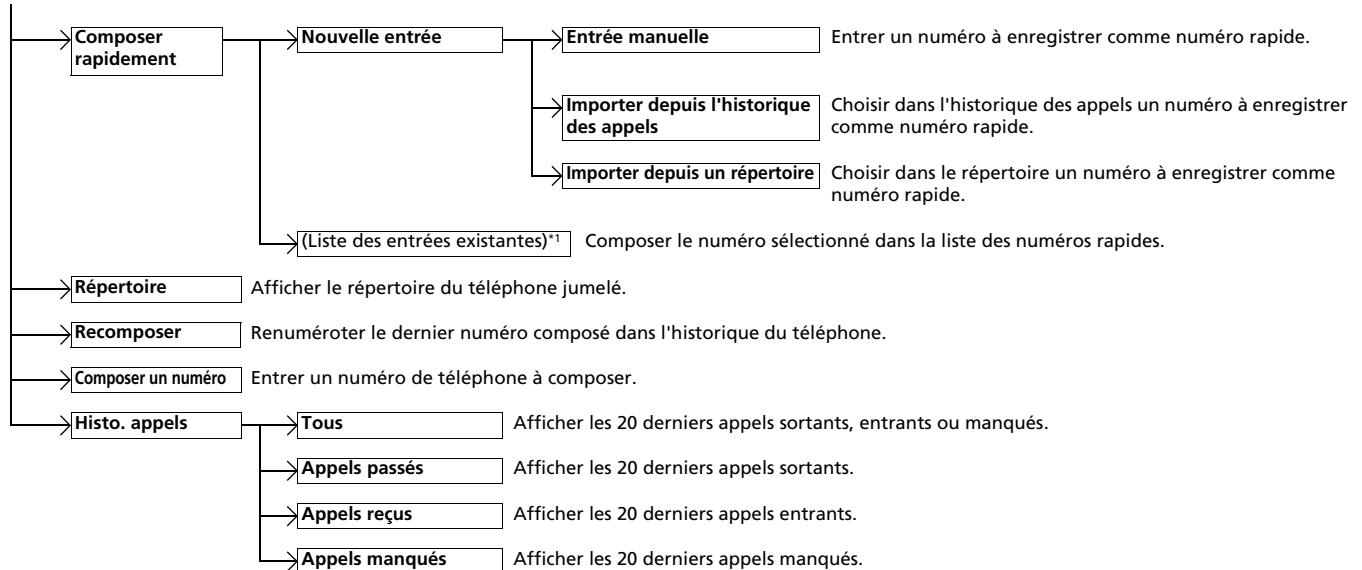 Composer rapidement
Nouvelle entrée
Entrée manuelle
Entrer un numéro à enregistrer comme numéro rapide.
Importer depuis l'historique
des appels
Choisir dans l'historique des appels un numéro à enregistrer
comme numéro rapide.
Importer depuis un répertoire
Choisir dans le répertoire un numéro à enregistrer comme
numéro rapide.
(Liste des entrées existantes)*1
Composer le numéro sélectionné dans la liste des numéros rapides.
Répertoire
Afficher le répertoire du téléphone jumelé.
Recomposer
Renuméroter le dernier numéro composé dans l'historique du téléphone.
Composer un numéro
Entrer un numéro de téléphone à composer.
Histo. appels
Tous
Afficher les 20 derniers appels sortants, entrants ou manqués.
Appels passés
Afficher les 20 derniers appels sortants.
Appels reçus
Afficher les 20 derniers appels entrants.
Appels manqués
Afficher les 20 derniers appels manqués.